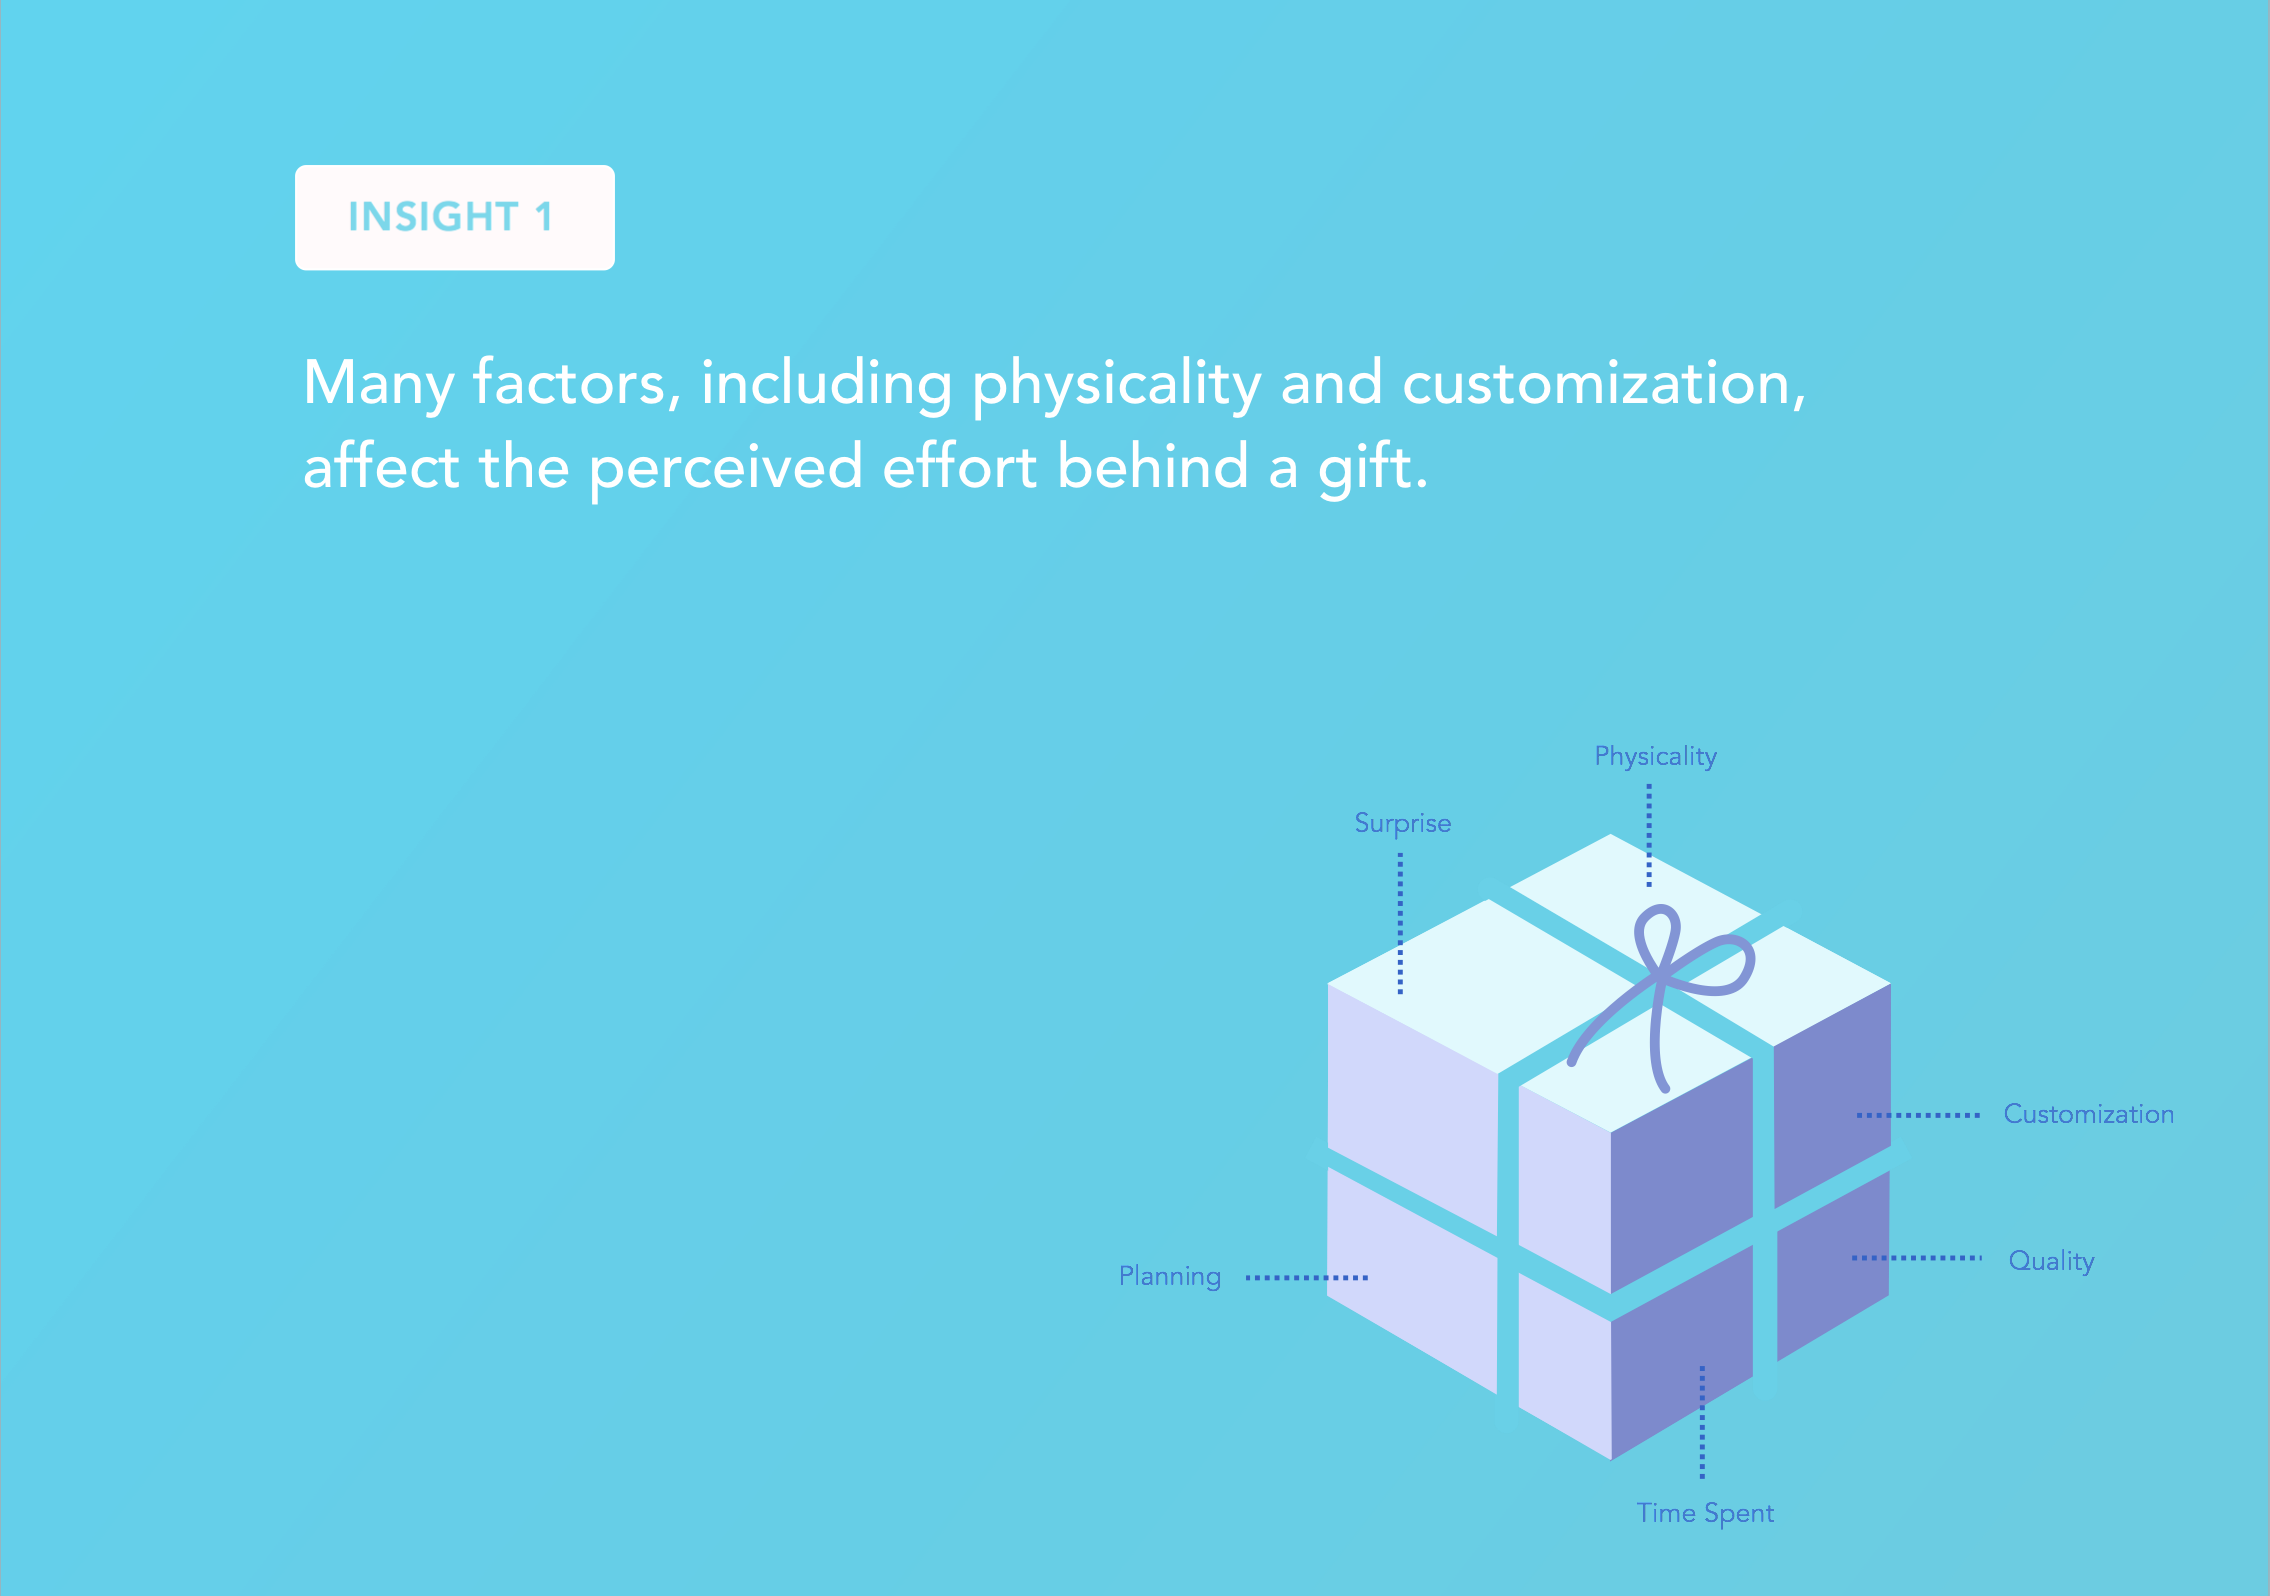 INSIGHT 1
Many factors, including physicality and customization,
affect the perceived effort behind a gift.
Physicality
Surprise
Customization
Quality
Planning
Time Spent